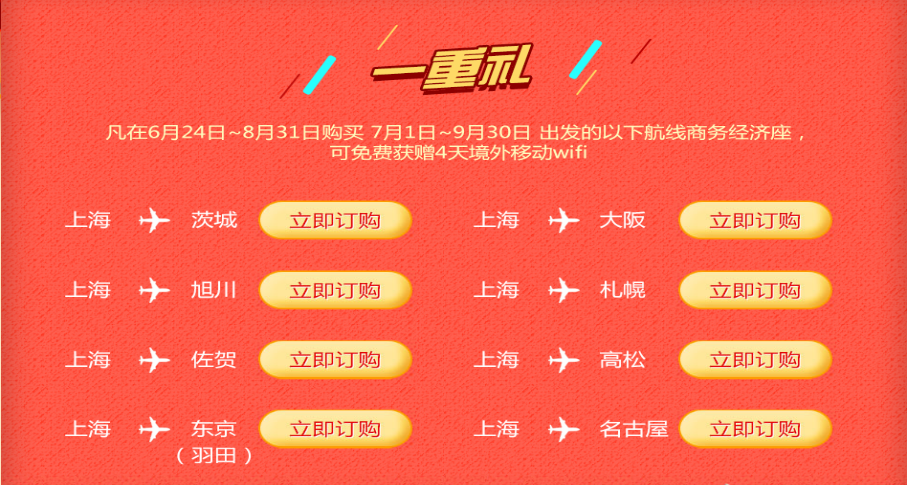 一重礼
凡在6月24日~8月31日购买 7月1日~9月30日 出发的以下航线商务经济座，
可免费获赠4天境外移动wifi
上海 茨城 立即订购 上海 大阪 立即订购
上海 旭川 立即订购 上海 札幌 立即订购
上海 佐贺 立即订购 上海 高松 立即订购
上海 东京 立即订购 上海 名古屋 立即订购
（羽田）